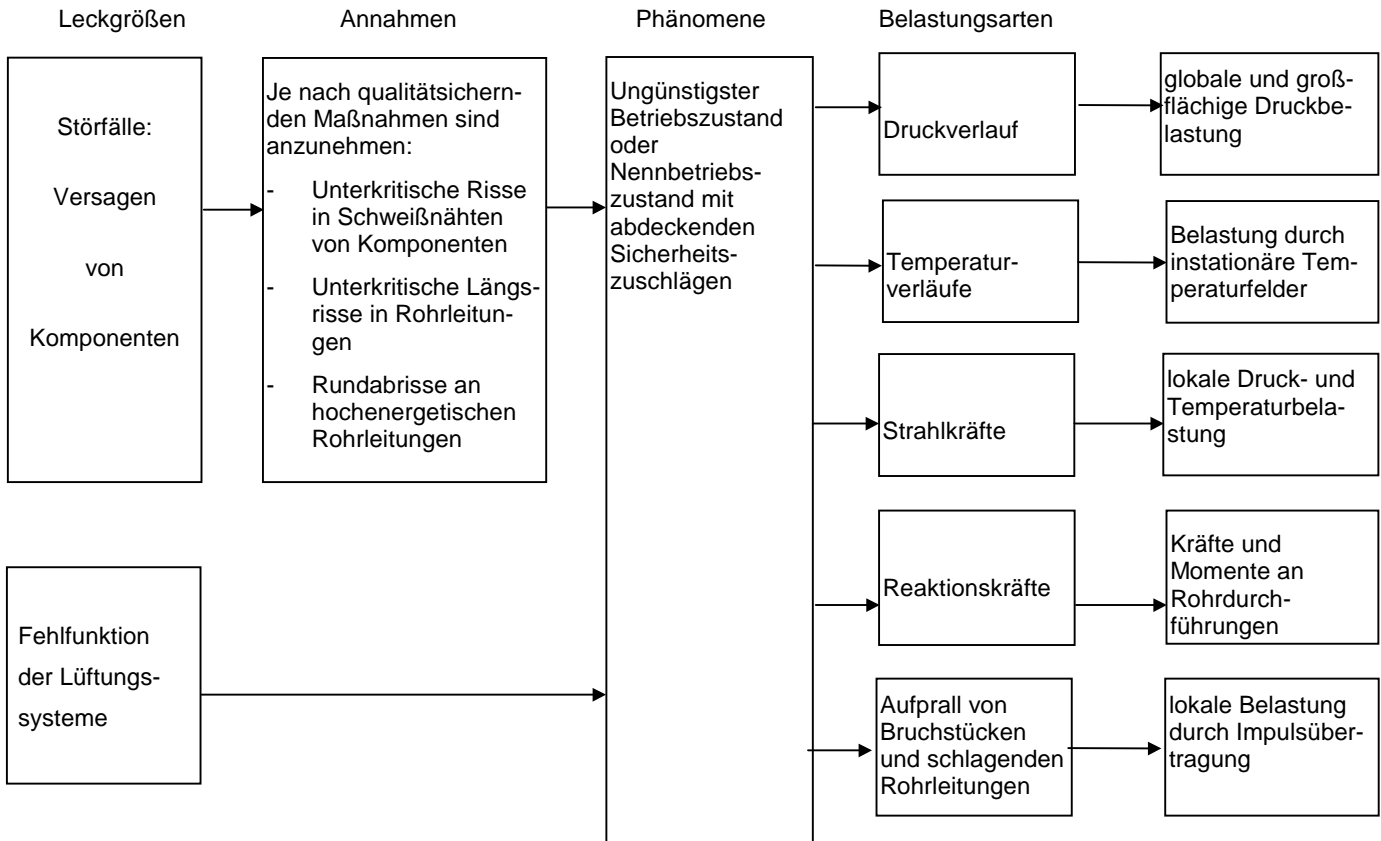 Leckgrößen
Annahmen
Phänomene
Belastungsarten
Störfälle:
Versagen
von
Komponenten
Je nach qualitätsichern-
den Maßnahmen sind
anzunehmen:
- Unterkritische Risse
in Schweißnähten
von Komponenten
- Unterkritische Längs-
risse in Rohrleitun-
gen
- Rundabrisse an
hochenergetischen
Rohrleitungen
Fehlfunktion
der Lüftungs-
systeme
Ungünstigster
Betriebszustand
oder
Nennbetriebs-
zustand mit
abdeckenden
Sicherheits-
zuschlägen
Druckverlauf
globale und groß-
flächige Druckbe-
lastung
Temperatur-
verläufe
Belastung durch
instationäre Tem-
peraturfelder
Strahlkräfte
lokale Druck- und
Temperaturbela-
stung
Reaktionskräfte
Kräfte und
Momente an
Rohrdurch-
führungen
Aufprall von
Bruchstücken
und schlagenden
Rohrleitungen
lokale Belastung
durch Impulsüber-
tragung